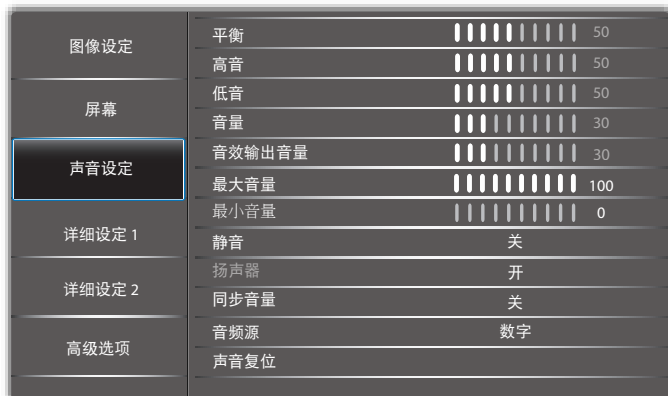 图像设定
屏幕
声音设定
详细设定 1
详细设定 2
高级选项
平衡 50
高音 50
低音 50
音量 30
音效输出音量 30
最大音量 100
最小音量 0
静音 关
扬声器 开
同步音量 关
音频源 数字
声音复位